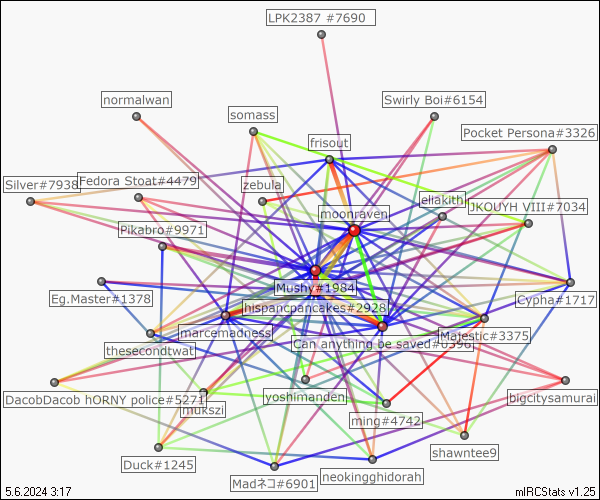 LPK2387 #7690
normalwan
somass
Swirly Boi#6154
frisout
Pocket Persona#3326
Silver#7938
Fedora Stoat#4479
zebula
eliakith
JKOUYH VIII#7034
moonraven
Pikabro#9971
Mushy#1984
Eg.Master#1378
hispancpancakes#2928
Cypha#1717
marcemadness
Majestic#3375
thesecondtwat
Can anything be saved#0396
DacobDacob hORNY police#5271
yoshimanden
bigcitysamurai
mukszi
ming#4742
shawntee9
Duck#1245
Madネコ#6901
neokingghidorah
5.6.2024 3:17
mIRCStats v1.25